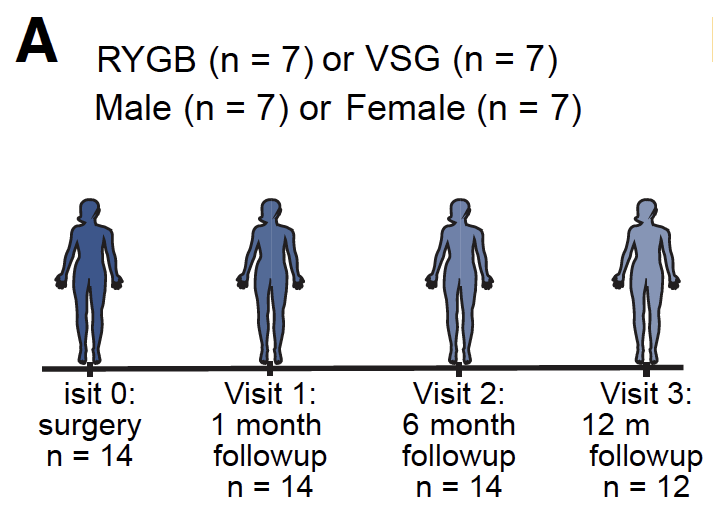 A
RYGB (n = 7) or VSG (n = 7)
Male (n = 7) or Female (n = 7)
isit 0:
surgery
n = 14
Visit 1:
1 month
followup
n = 14
Visit 2:
6 month
followup
n = 14
Visit 3:
12 m
followup
n = 12